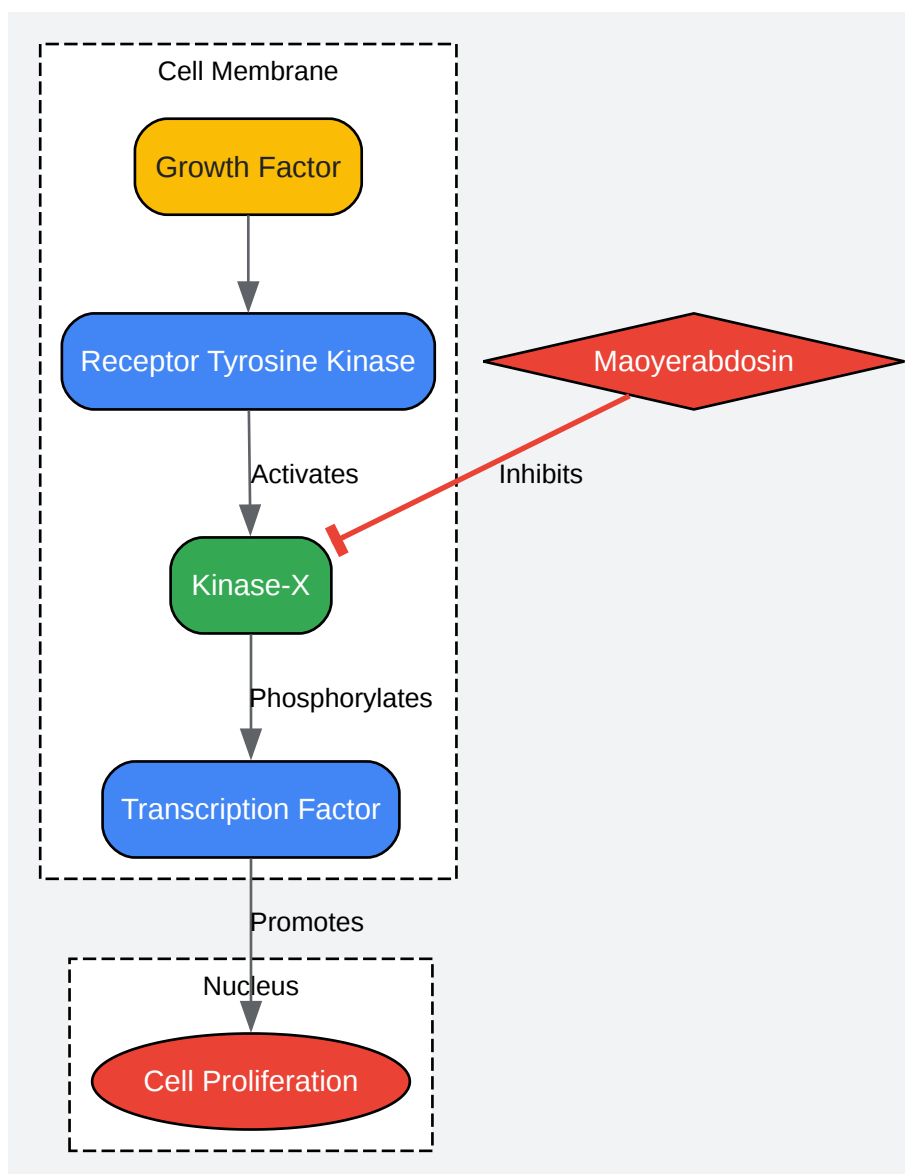 Cell Membrane
Growth Factor
Receptor Tyrosine Kinase
Maoyerabdosin
Activates
Inhibits
Kinase-X
Phosphorylates
Transcription Factor
Promotes
Nucleus
Cell Proliferation